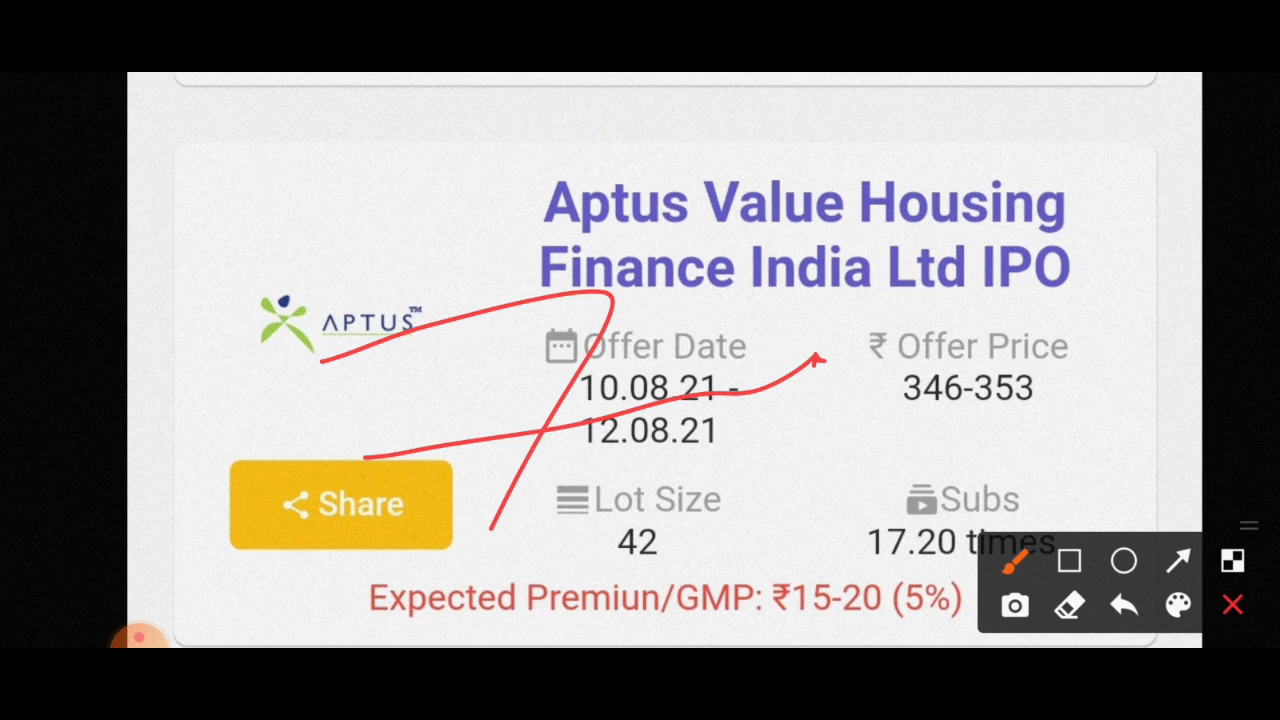 Aptus Value Housing
Finance India Ltd IPO
APTUS™
Offer Date
10.08.21 -
12.08.21
₹ Offer Price
346-353
Share
Lot Size
42
Subs
17.20 times
Expected Premiun/GMP: ₹15-20 (5%)